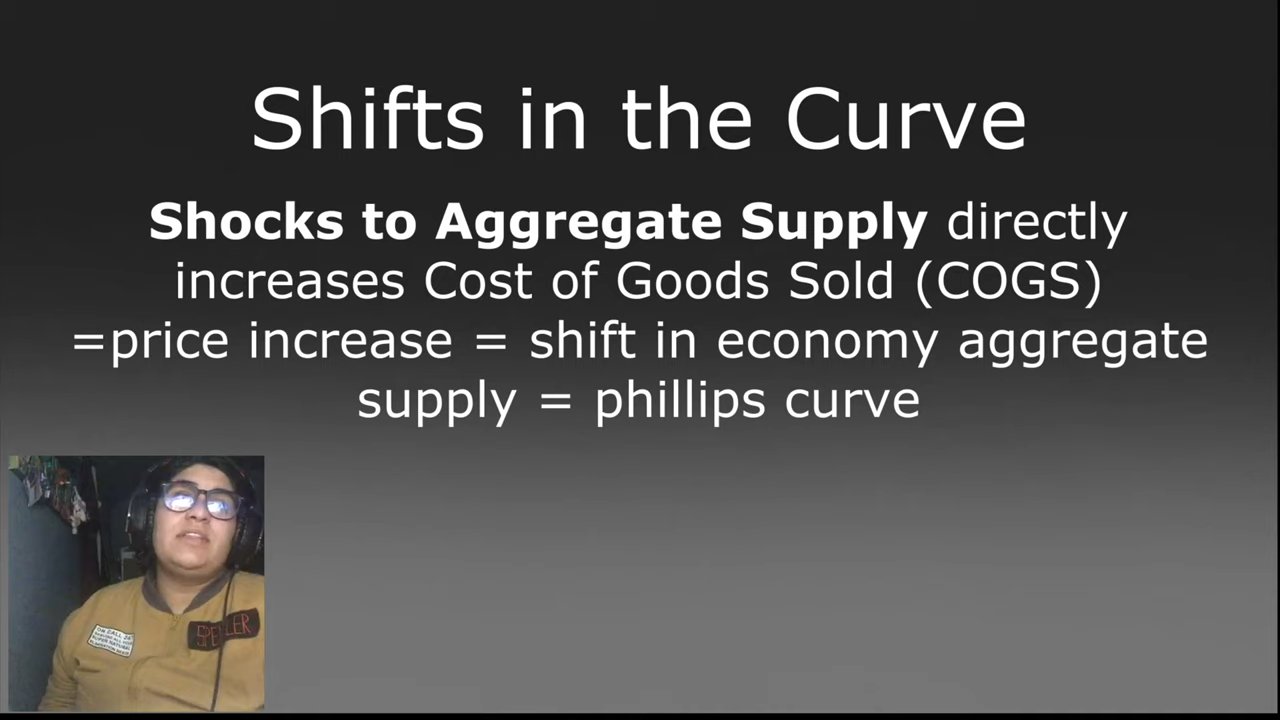 Shifts in the Curve
Shocks to Aggregate Supply directly
increases Cost of Goods Sold (COGS)
=price increase = shift in economy aggregate
supply = phillips curve